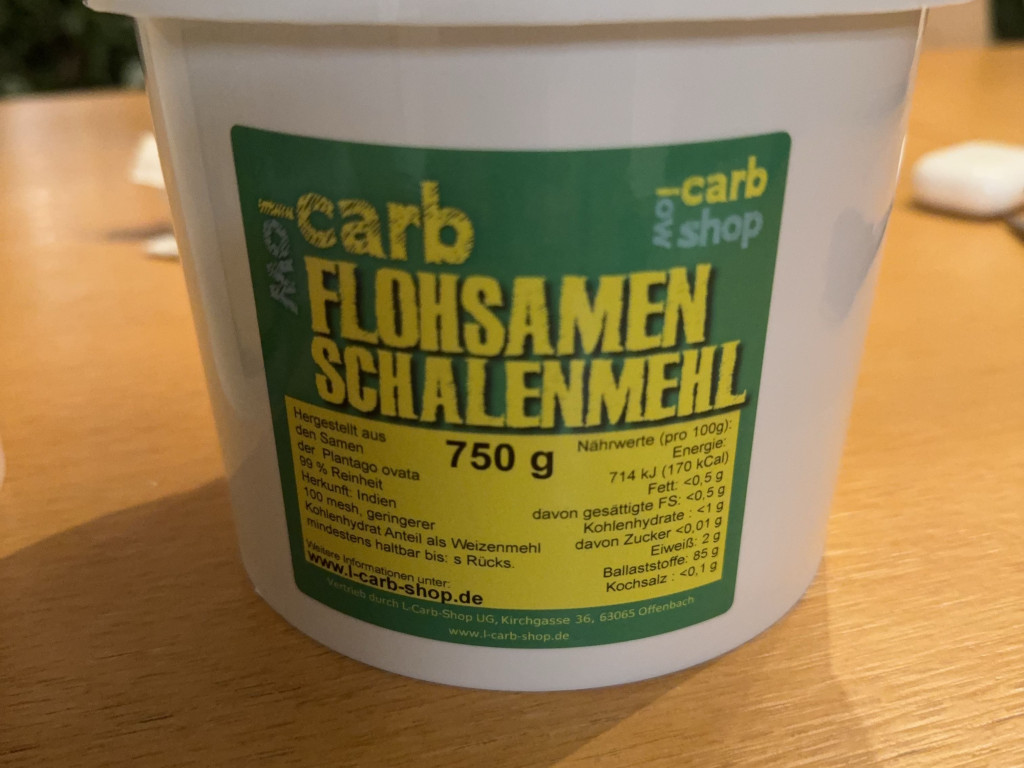 low carb
FLOHSAMEN
SCHALENMEHL
low carb
shop
750 g
Hergestellt aus
den Samen
der Plantago ovata
99 % Reinheit
Herkunft: Indien
100 mesh, geringerer
Kohlenhydrat Anteil als Weizenmehl
mindestens haltbar bis: s Rücks.
Weitere Informationen unter:
www.l-carb-shop.de
Nährwerte (pro 100g):
Energie:
714 kJ (170 kCal)
Fett: <0,5 g
davon gesättigte FS: <0,5 g
Kohlenhydrate : <1 g
davon Zucker <0,01 g
Eiweiß: 2 g
Ballaststoffe: 85 g
Kochsalz : <0,1 g
Vertrieb durch L-Carb-Shop UG, Kirchgasse 36, 63065 Offenbach
www.l-carb-shop.de